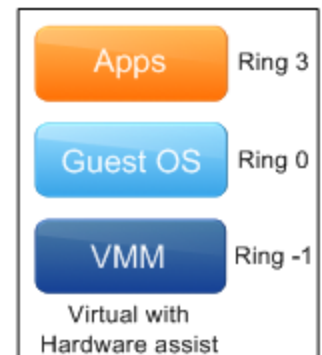 Apps Ring 3
Guest OS Ring 0
VMM Ring -1
Virtual with
Hardware assist